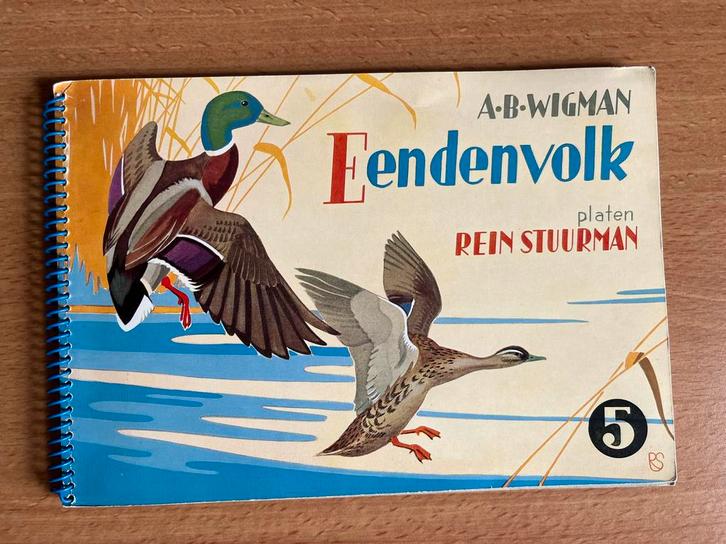 A·B·WIGMAN
Eendenvolk
platen
REIN STUURMAN
5
RS